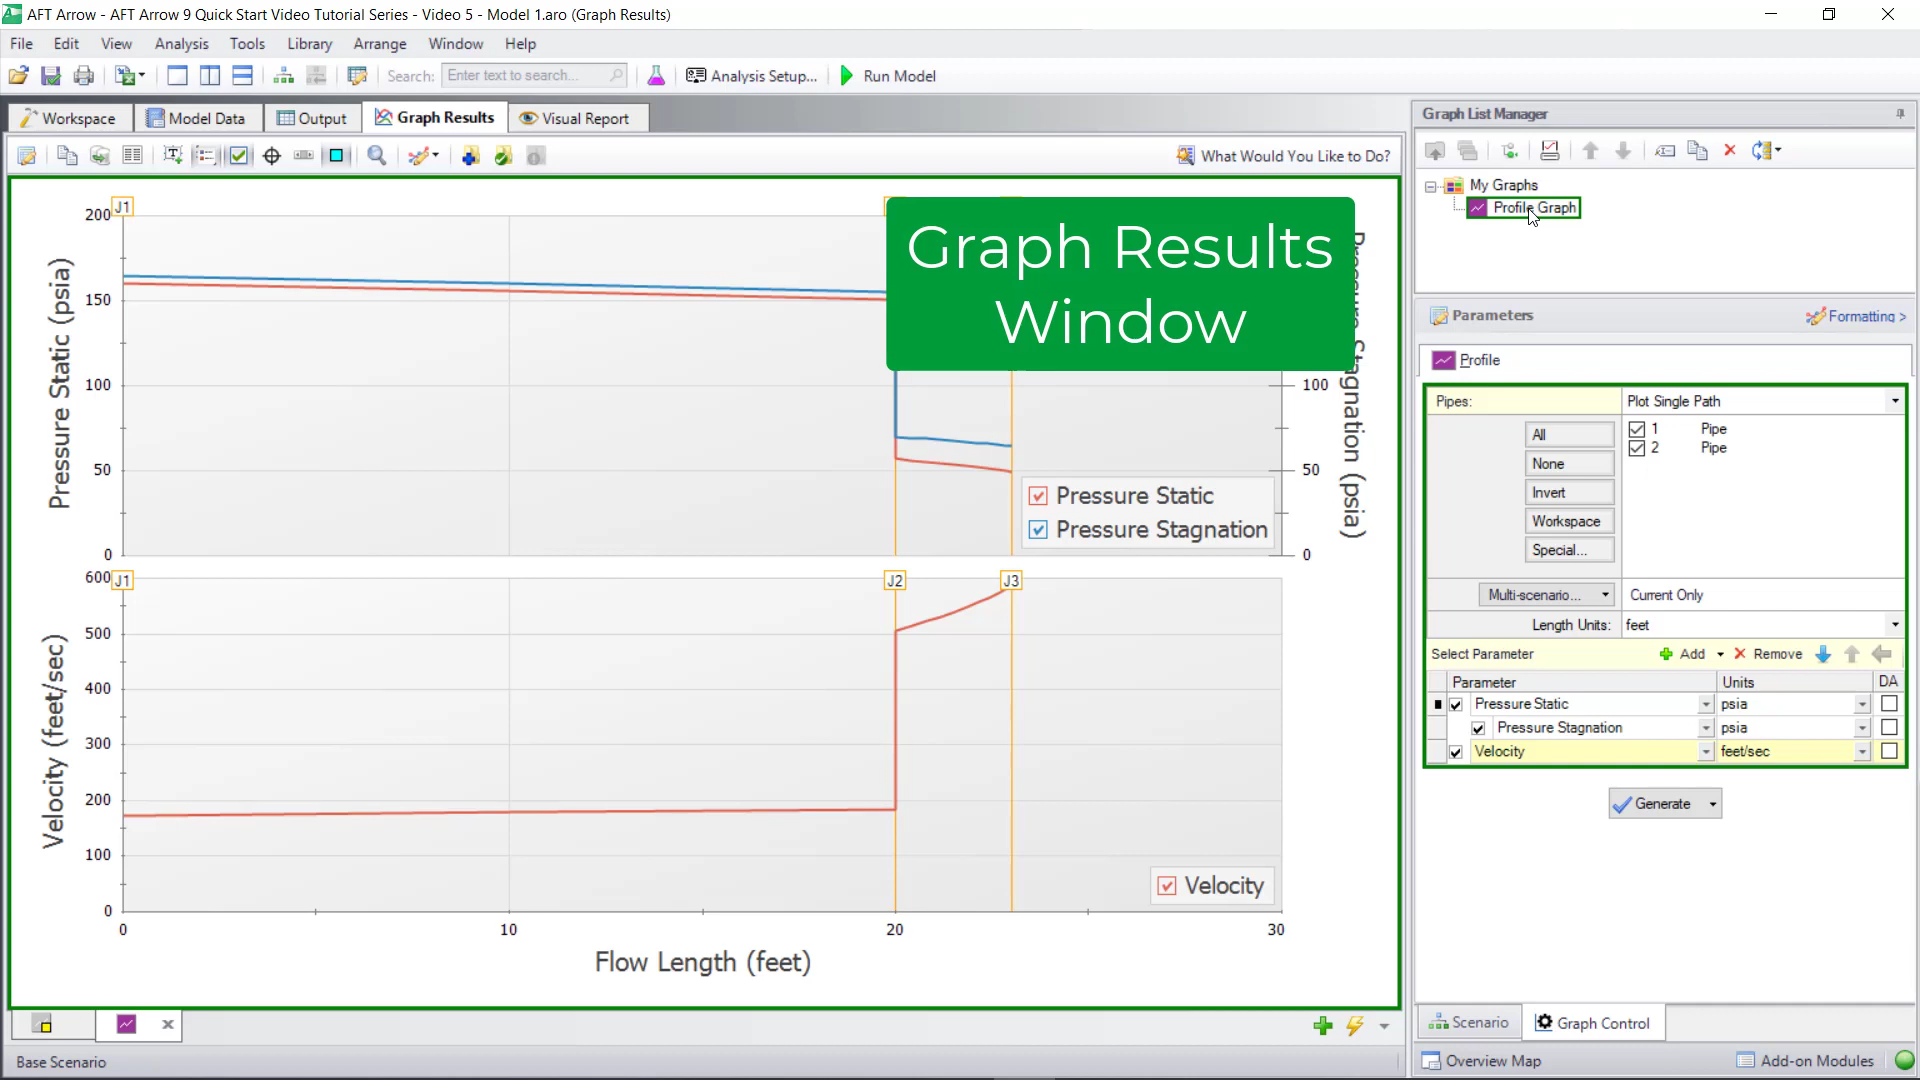 AFT Arrow - AFT Arrow 9 Quick Start Video Tutorial Series - Video 5 - Model 1.aro (Graph Results)
File Edit View Analysis Tools Library Arrange Window Help
Search: Enter text to search... Analysis Setup... Run Model
Workspace Model Data Output Graph Results Visual Report
What Would You Like to Do?
Graph List Manager
My Graphs
Profile Graph
Graph Results
Window
J1
200
150
100
50
0
Pressure Static (psia)
100
50
0
Pressure Stagnation (psia)
Pressure Static
Pressure Stagnation
J1 J2 J3
600
500
400
300
200
100
0
Velocity (feet/sec)
Velocity
0 10 20 30
Flow Length (feet)
Parameters Formatting >
Profile
Pipes: Plot Single Path
All
None
Invert
Workspace
Special...
1 Pipe
2 Pipe
Multi-scenario... Current Only
Length Units: feet
Select Parameter Add Remove
Parameter Units DA
Pressure Static psia
Pressure Stagnation psia
Velocity feet/sec
Generate
Scenario Graph Control
Base Scenario
Overview Map Add-on Modules